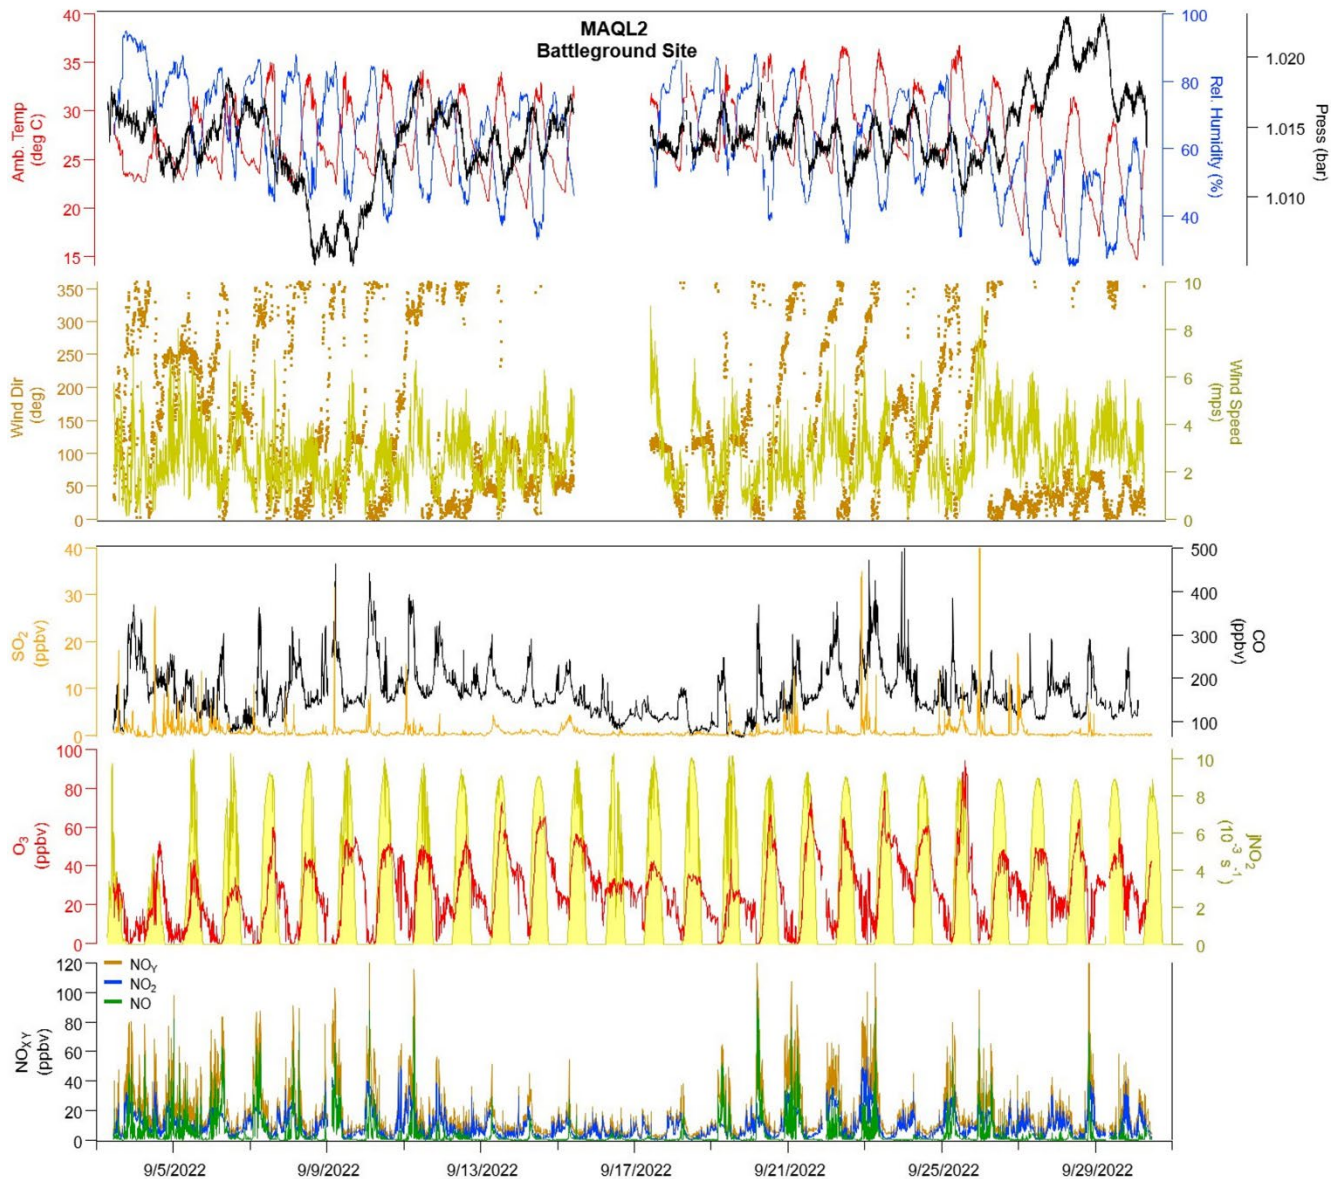 MAQL2
Battleground Site
40
35
30
25
20
15
Amb. Temp
(deg C)
100
80
60
40
Rel. Humidity (%)
1.020
1.015
1.010
Press (bar)
350
300
250
200
150
100
50
0
Wind Dir
(deg)
10
8
6
4
2
0
Wind Speed
(mps)
40
30
20
10
0
SO2
(ppbv)
500
400
300
200
100
CO
(ppbv)
100
80
60
40
20
0
O3
(ppbv)
10
8
6
4
2
0
jNO2
(10-3 s-1)
NOY
NO2
NO
120
100
80
60
40
20
0
NOXY
(ppbv)
9/5/2022 9/9/2022 9/13/2022 9/17/2022 9/21/2022 9/25/2022 9/29/2022